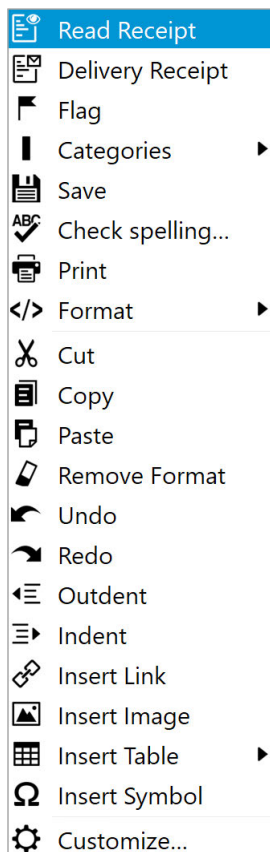 Read Receipt
Delivery Receipt
Flag
Categories
Save
ABC Check spelling...
Print
</> Format
Cut
Copy
Paste
Remove Format
Undo
Redo
Outdent
Indent
Insert Link
Insert Image
Insert Table
Ω Insert Symbol
Customize...